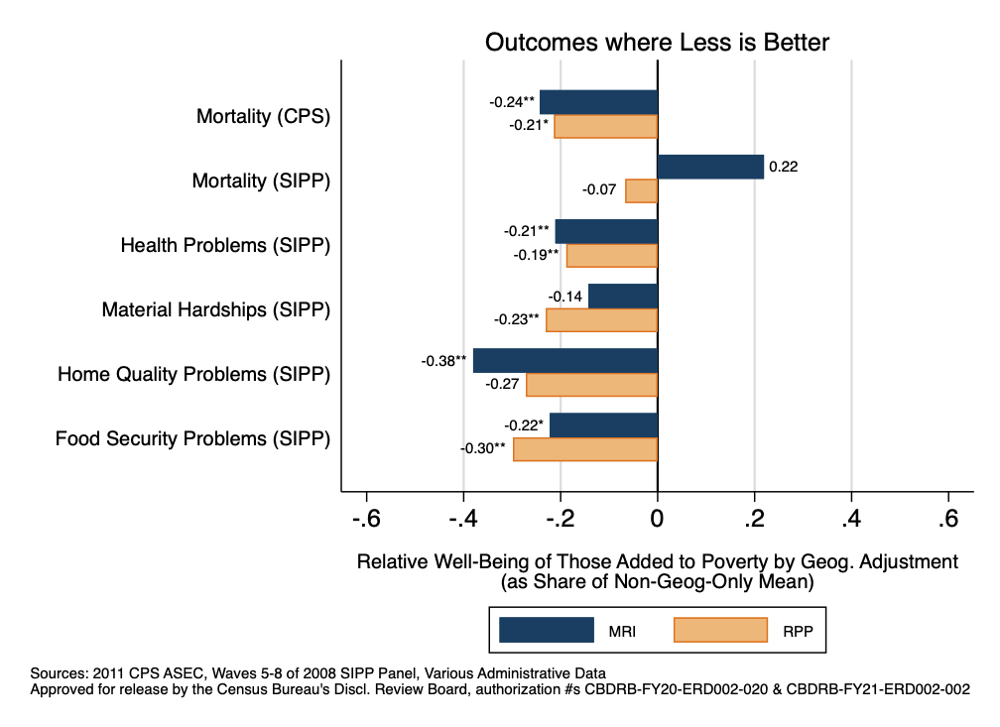 Outcomes where Less is Better
Mortality (CPS)
-0.24**
-0.21*
Mortality (SIPP)
0.22
-0.07
Health Problems (SIPP)
-0.21**
-0.19**
Material Hardships (SIPP)
-0.14
-0.23**
Home Quality Problems (SIPP)
-0.38**
-0.27
Food Security Problems (SIPP)
-0.22*
-0.30**
-.6 -.4 -.2 0 .2 .4 .6
Relative Well-Being of Those Added to Poverty by Geog. Adjustment
(as Share of Non-Geog-Only Mean)
MRI RPP
Sources: 2011 CPS ASEC, Waves 5-8 of 2008 SIPP Panel, Various Administrative Data
Approved for release by the Census Bureau's Discl. Review Board, authorization #s CBDRB-FY20-ERD002-020 & CBDRB-FY21-ERD002-002